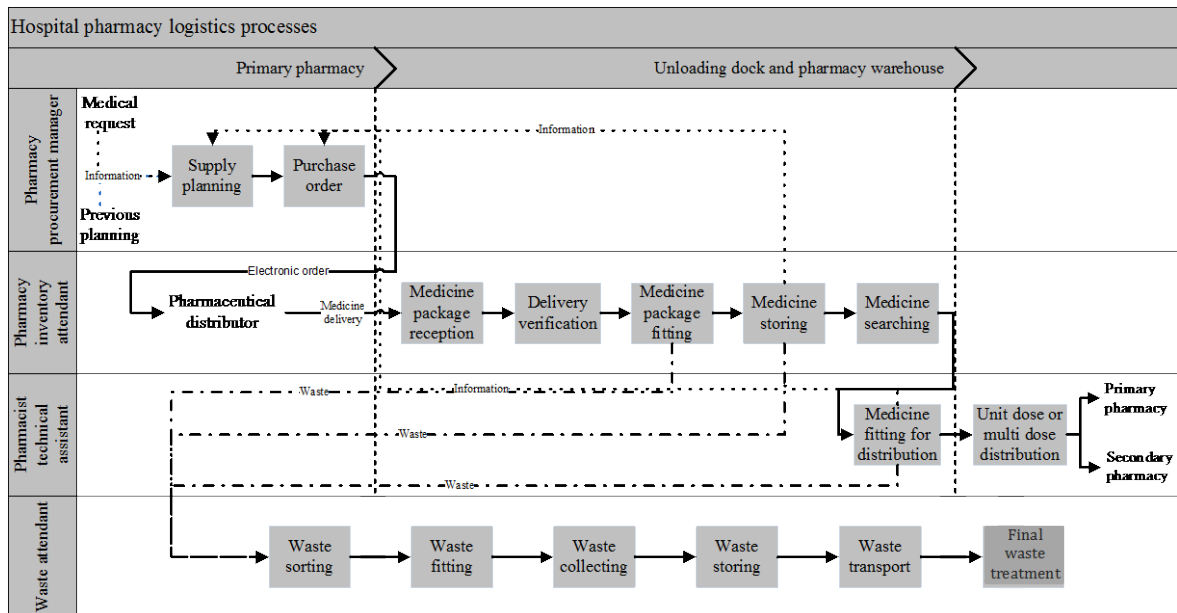 Hospital pharmacy logistics processes
Primary pharmacy
Unloading dock and pharmacy warehouse
Pharmacy
procurement manager
Medical
request
Information
Previous
planning
Supply
planning
Purchase
order
Information
Pharmacy
inventory
attendant
Electronic order
Pharmaceutical
distributor
Medicine
delivery
Medicine
package
reception
Delivery
verification
Medicine
package
fitting
Medicine
storing
Medicine
searching
Pharmacist
technical
assistant
Waste
Information
Waste
Waste
Medicine
fitting for
distribution
Unit dose or
multi dose
distribution
Primary
pharmacy
Secondary
pharmacy
Waste attendant
Waste
sorting
Waste
fitting
Waste
collecting
Waste
storing
Waste
transport
Final
waste
treatment